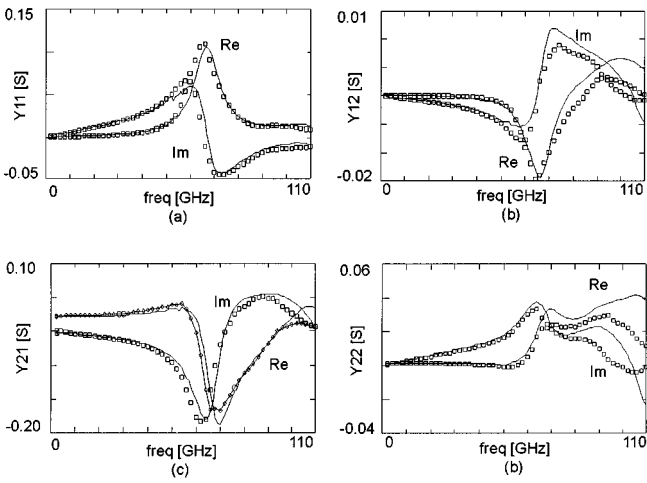 0.15
Y11 [S]
-0.05
Re
Im
0
110
freq [GHz]
(a)
0.01
Y12 [S]
-0.02
Im
Re
0
110
freq [GHz]
(b)
0.10
Y21 [S]
-0.20
Im
Re
0
110
freq [GHz]
(c)
0.06
Y22 [S]
-0.04
Re
Im
0
110
freq [GHz]
(b)